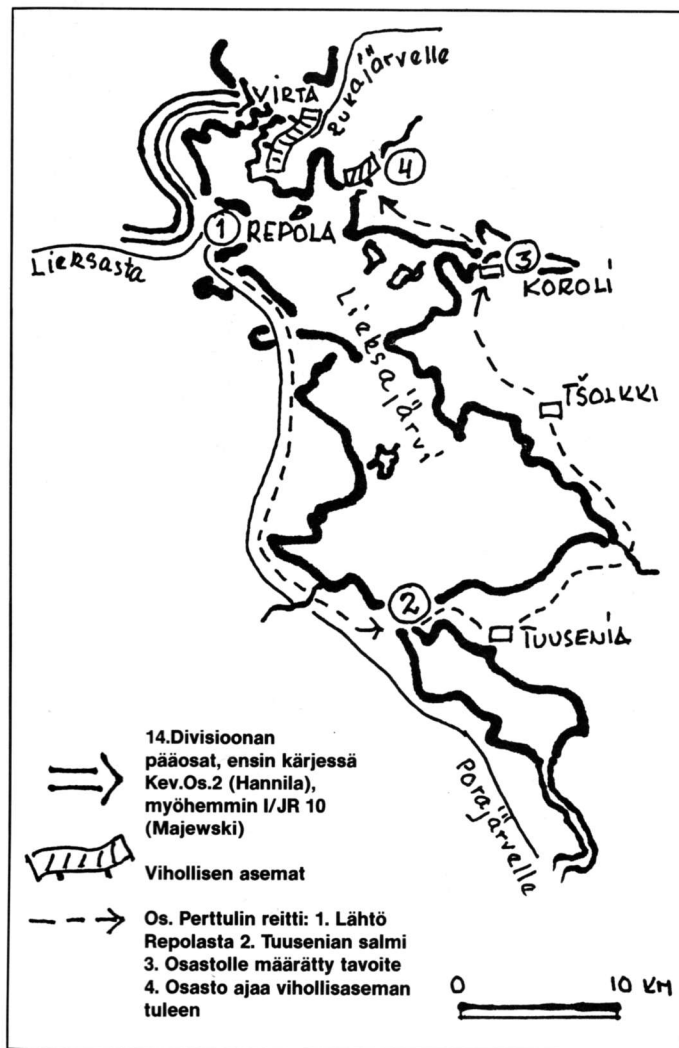 VIRTA
Rukajärvelle
4
1 REPOLA
Lieksasta
3
KOROLI
Lieksajärvi
TŠOLKKI
2
TUUSENIA
Porajärvelle
14.Divisioonan
pääosat, ensin kärjessä
Kev.Os.2 (Hannila),
myöhemmin I/JR 10
(Majewski)
Vihollisen asemat
Os. Perttulin reitti: 1. Lähtö
Repolasta 2. Tuusenian salmi
3. Osastolle määrätty tavoite
4. Osasto ajaa vihollisaseman
tuleen
0 10 KM